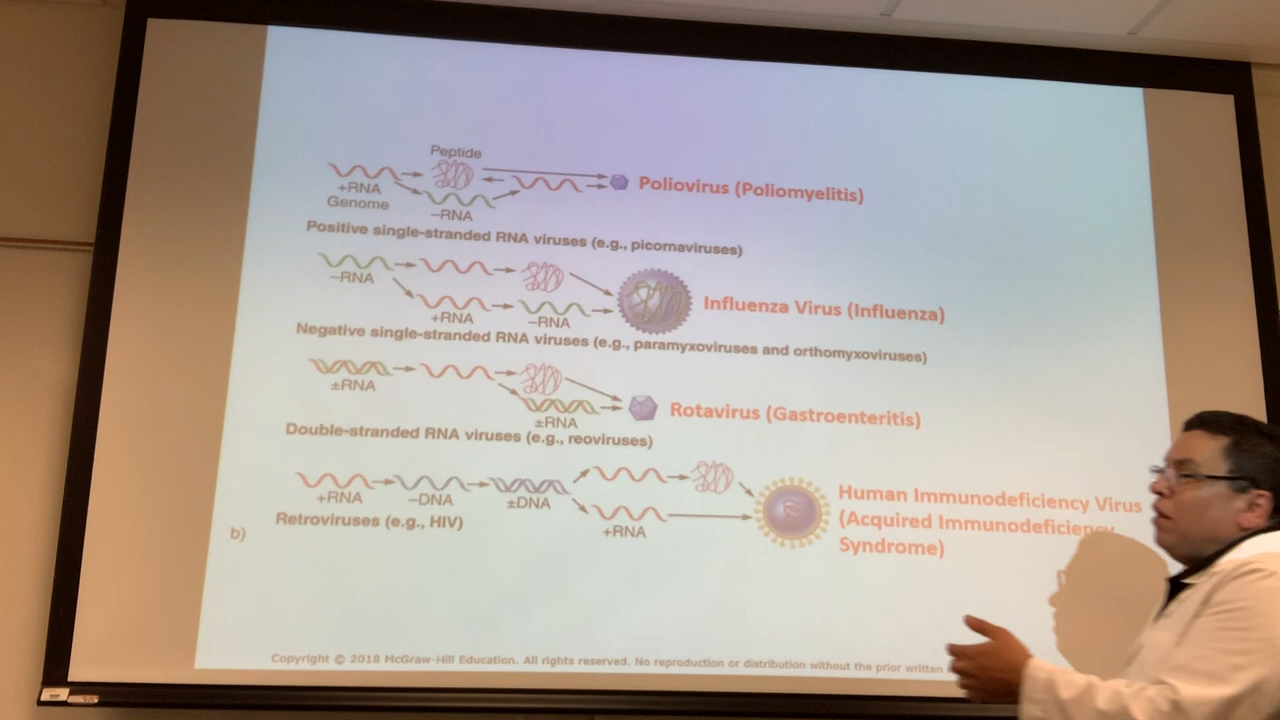 Peptide
+RNA
Genome
−RNA
Poliovirus (Poliomyelitis)
Positive single-stranded RNA viruses (e.g., picornaviruses)
−RNA
+RNA
−RNA
Influenza Virus (Influenza)
Negative single-stranded RNA viruses (e.g., paramyxoviruses and orthomyxoviruses)
±RNA
±RNA
Rotavirus (Gastroenteritis)
Double-stranded RNA viruses (e.g., reoviruses)
+RNA
−DNA
±DNA
+RNA
Human Immunodeficiency Virus
(Acquired Immunodeficiency
Syndrome)
Retroviruses (e.g., HIV)
b)
Copyright © 2018 McGraw-Hill Education. All rights reserved. No reproduction or distribution without the prior written